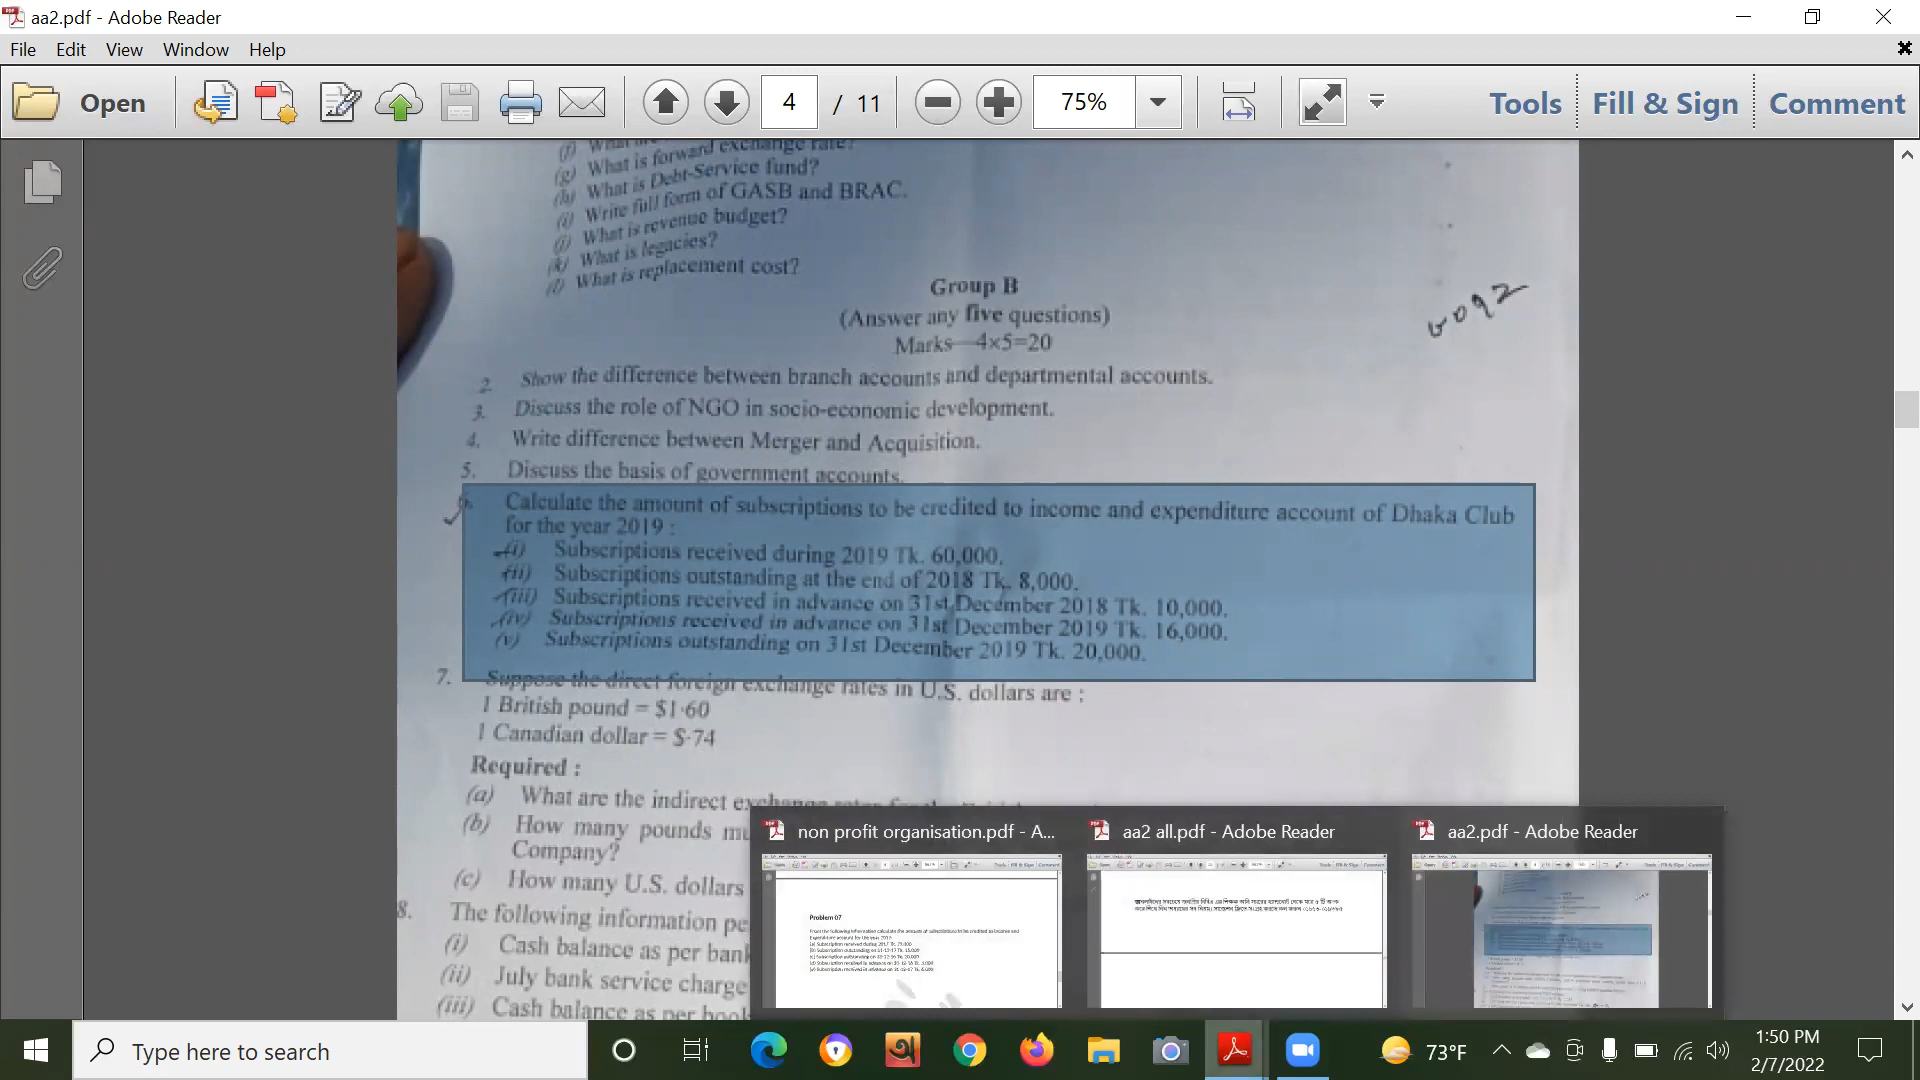 aa2.pdf - Adobe Reader
File Edit View Window Help
Open 4 / 11 75% Tools Fill & Sign Comment
(g) What is forward exchange rate?
(h) What is Debt-Service fund?
(i) Write full form of GASB and BRAC.
(j) What is revenue budget?
(k) What is legacies?
(l) What is replacement cost?
Group B
(Answer any five questions)
Marks—4×5=20
2. Show the difference between branch accounts and departmental accounts.
3. Discuss the role of NGO in socio-economic development.
4. Write difference between Merger and Acquisition.
5. Discuss the basis of government accounts.
6. Calculate the amount of subscriptions to be credited to income and expenditure account of Dhaka Club
for the year 2019 :
(i) Subscriptions received during 2019 Tk. 60,000.
(ii) Subscriptions outstanding at the end of 2018 Tk. 8,000.
(iii) Subscriptions received in advance on 31st December 2018 Tk. 10,000.
(iv) Subscriptions received in advance on 31st December 2019 Tk. 16,000.
(v) Subscriptions outstanding on 31st December 2019 Tk. 20,000.
7. Suppose the direct foreign exchange rates in U.S. dollars are :
1 British pound = $1·60
1 Canadian dollar = $·74
Required :
(a) What are the indirect
(b) How many pounds
Company?
(c) How many U.S. dollars
8. The following information
(i) Cash balance as per bank
(ii) July bank service charge
(iii) Cash balance as per
non profit organisation.pdf - A...
aa2 all.pdf - Adobe Reader
aa2.pdf - Adobe Reader
Problem 07
Type here to search
73°F
1:50 PM
2/7/2022